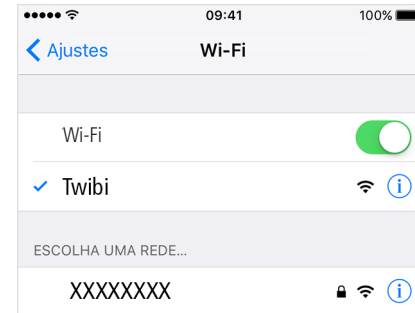 09:41 100%
Ajustes Wi-Fi
Wi-Fi
Twibi
ESCOLHA UMA REDE...
XXXXXXXX